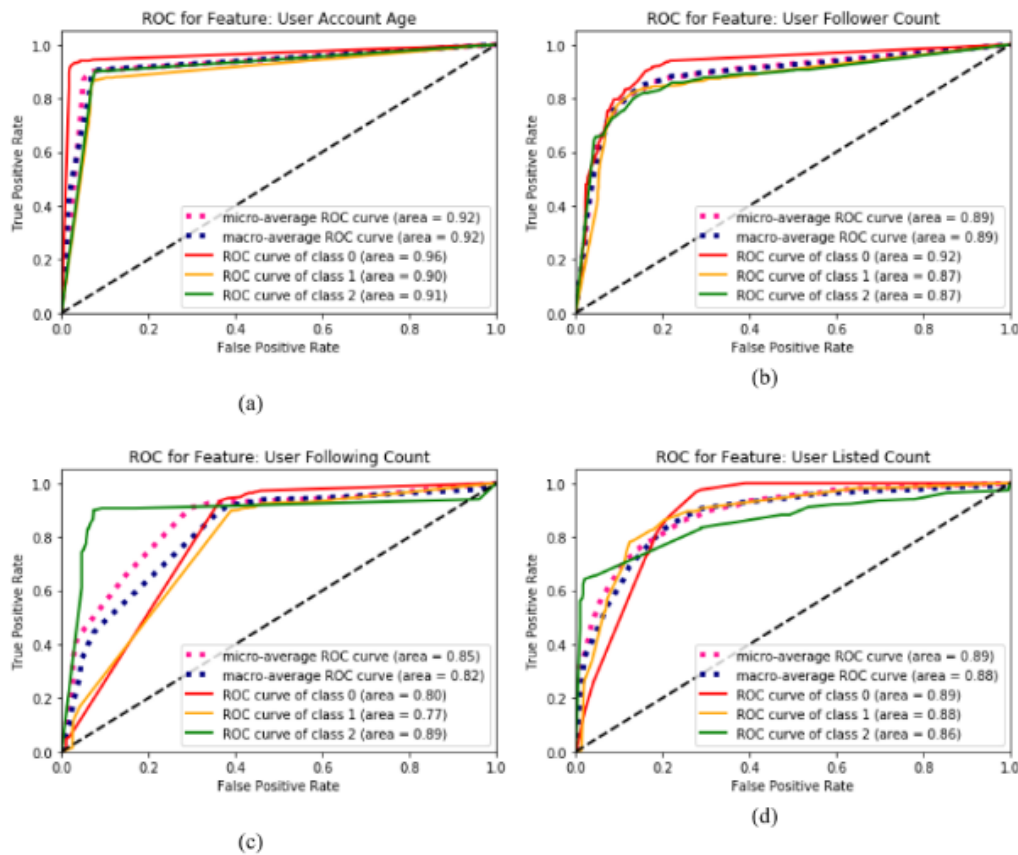 ROC for Feature: User Account Age
True Positive Rate
1.0
0.8
0.6
0.4
0.2
0.0
micro-average ROC curve (area = 0.92)
macro-average ROC curve (area = 0.92)
ROC curve of class 0 (area = 0.96)
ROC curve of class 1 (area = 0.90)
ROC curve of class 2 (area = 0.91)
0.0 0.2 0.4 0.6 0.8 1.0
False Positive Rate
(a)
ROC for Feature: User Follower Count
True Positive Rate
1.0
0.8
0.6
0.4
0.2
0.0
micro-average ROC curve (area = 0.89)
macro-average ROC curve (area = 0.89)
ROC curve of class 0 (area = 0.92)
ROC curve of class 1 (area = 0.87)
ROC curve of class 2 (area = 0.87)
0.0 0.2 0.4 0.6 0.8 1.0
False Positive Rate
(b)
ROC for Feature: User Following Count
True Positive Rate
1.0
0.8
0.6
0.4
0.2
0.0
micro-average ROC curve (area = 0.85)
macro-average ROC curve (area = 0.82)
ROC curve of class 0 (area = 0.80)
ROC curve of class 1 (area = 0.77)
ROC curve of class 2 (area = 0.89)
0.0 0.2 0.4 0.6 0.8 1.0
False Positive Rate
(c)
ROC for Feature: User Listed Count
True Positive Rate
1.0
0.8
0.6
0.4
0.2
0.0
micro-average ROC curve (area = 0.89)
macro-average ROC curve (area = 0.88)
ROC curve of class 0 (area = 0.89)
ROC curve of class 1 (area = 0.88)
ROC curve of class 2 (area = 0.86)
0.0 0.2 0.4 0.6 0.8 1.0
False Positive Rate
(d)